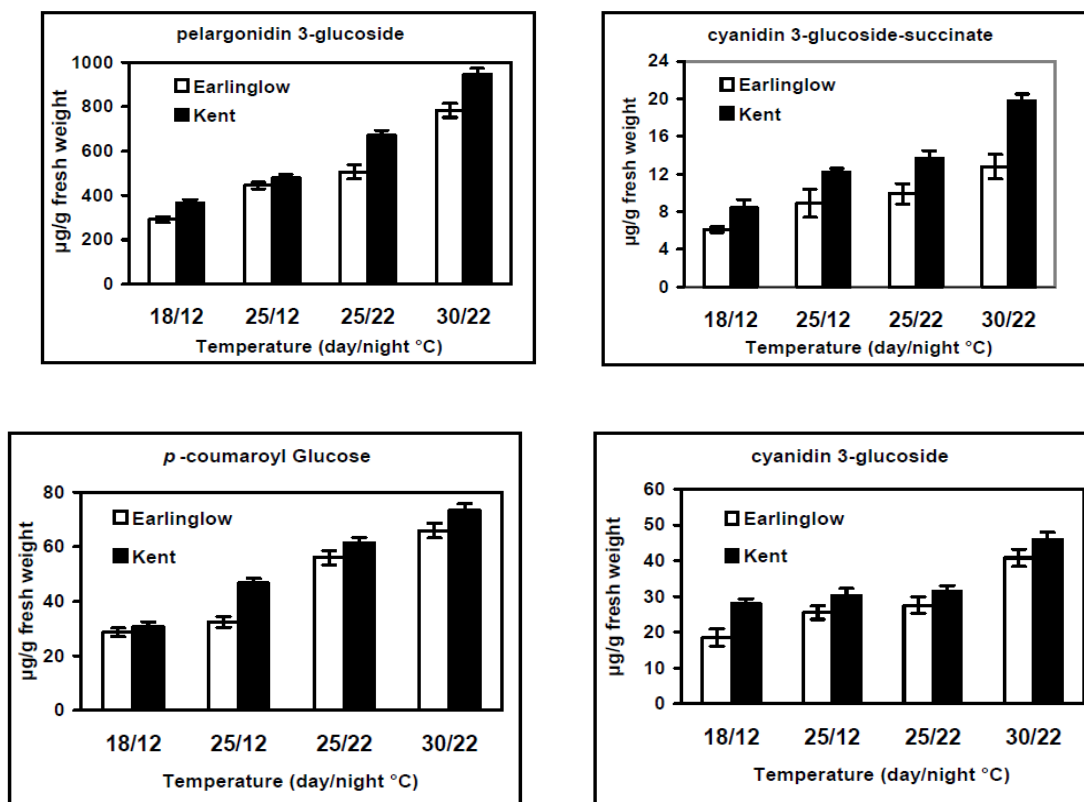 pelargonidin 3-glucoside
µg/g fresh weight
1000
800
600
400
200
0
Earlinglow
Kent
18/12 25/12 25/22 30/22
Temperature (day/night °C)
cyanidin 3-glucoside-succinate
µg/g fresh weight
24
20
16
12
8
4
0
Earlinglow
Kent
18/12 25/12 25/22 30/22
Temperature (day/night °C)
p -coumaroyl Glucose
µg/g fresh weight
80
60
40
20
0
Earlinglow
Kent
18/12 25/12 25/22 30/22
Temperature (day/night °C)
cyanidin 3-glucoside
µg/g fresh weight
60
50
40
30
20
10
0
Earlinglow
Kent
18/12 25/12 25/22 30/22
Temperature (day/night °C)